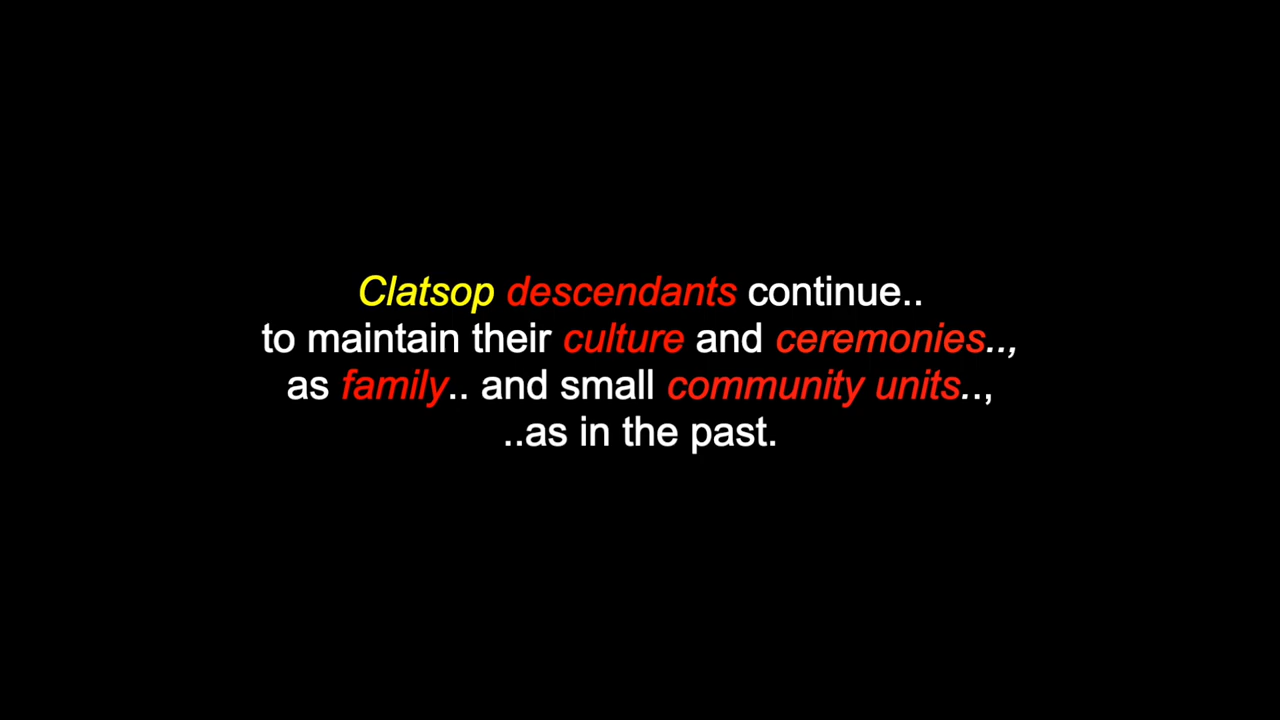 Clatsop descendants continue..
to maintain their culture and ceremonies..,
as family.. and small community units..,
..as in the past.